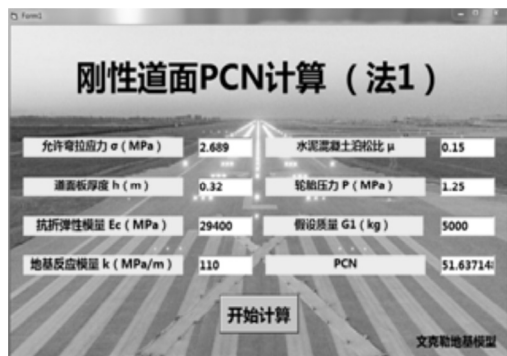 Form1
刚性道面PCN计算（法1）
允许弯拉应力 σ（MPa） 2.689 水泥混凝土泊松比 μ 0.15
道面板厚度 h（m） 0.32 轮胎压力 P（MPa） 1.25
抗折弹性模量 Ec（MPa） 29400 假设质量 G1（kg） 5000
地基反应模量 k（MPa/m） 110 PCN 51.637148
开始计算
文克勒地基模型